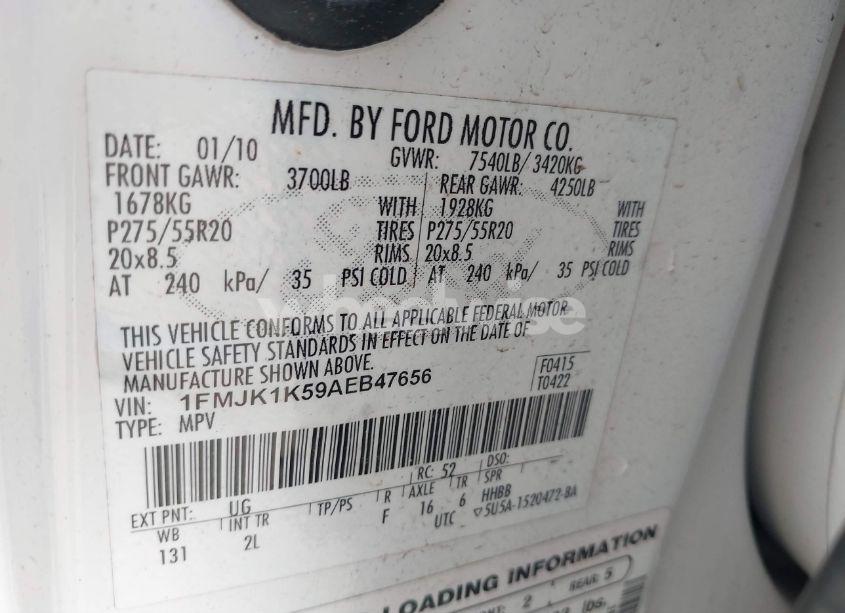 MFD. BY FORD MOTOR CO.
DATE: 01/10 GVWR: 7540LB/ 3420KG
FRONT GAWR: 3700LB REAR GAWR: 4250LB
1678KG WITH 1928KG WITH
P275/55R20 TIRES P275/55R20 TIRES
20x8.5 RIMS 20x8.5 RIMS
AT 240 kPa/ 35 PSI COLD AT 240 kPa/ 35 PSI COLD
THIS VEHICLE CONFORMS TO ALL APPLICABLE FEDERAL MOTOR
VEHICLE SAFETY STANDARDS IN EFFECT ON THE DATE OF
MANUFACTURE SHOWN ABOVE.
VIN: 1FMJK1K59AEB47656 F0415
TYPE: MPV T0422
EXT PNT: UG RC: 52 DSO:
WB INT TR TP/PS R AXLE TR SPR
131 2L F 16 6 HHBB
UTC 5U5A-1520472-BA
LOADING INFORMATION
2 REAR: 5